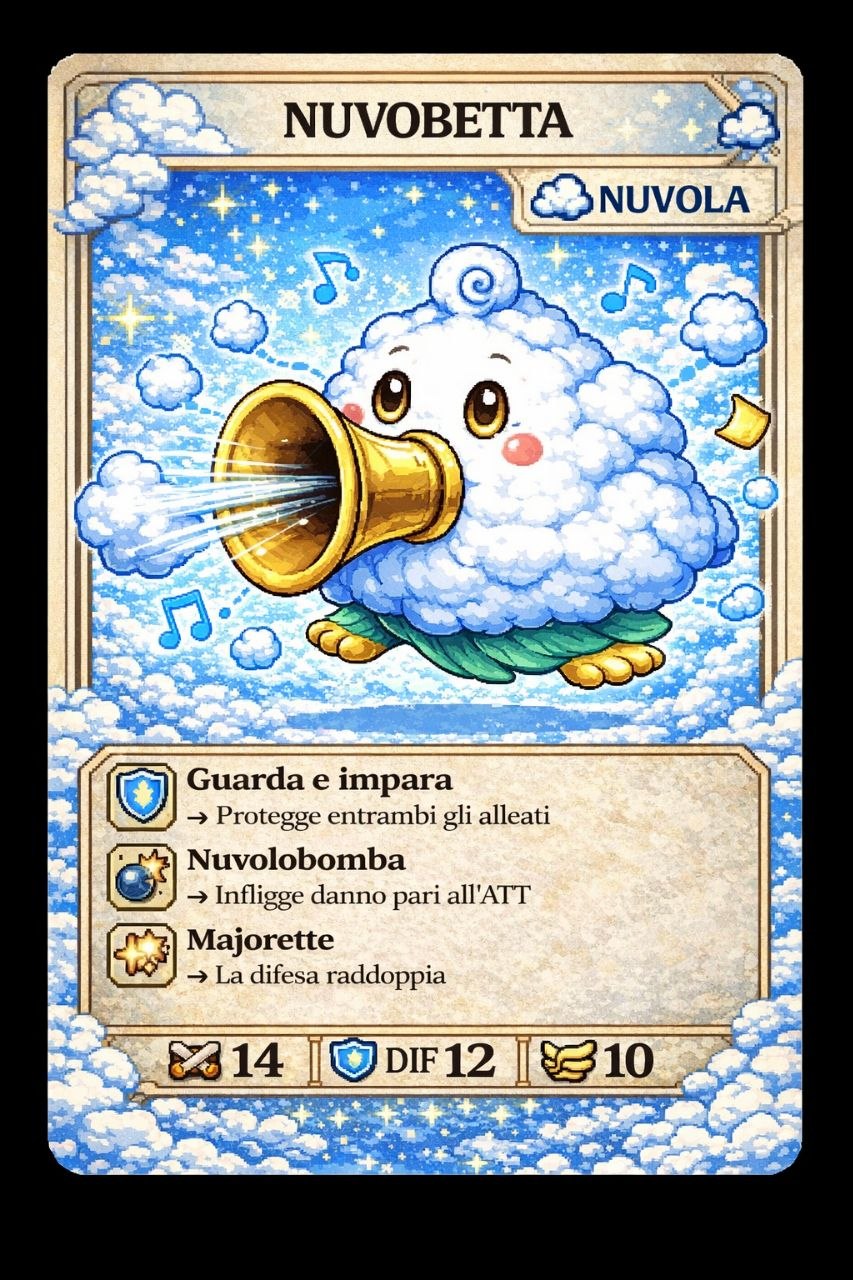 NUVOBETTA
NUVOLA
Guarda e impara
→ Protegge entrambi gli alleati
Nuvolobomba
→ Infligge danno pari all'ATT
Majorette
→ La difesa raddoppia
14 DIF 12 10